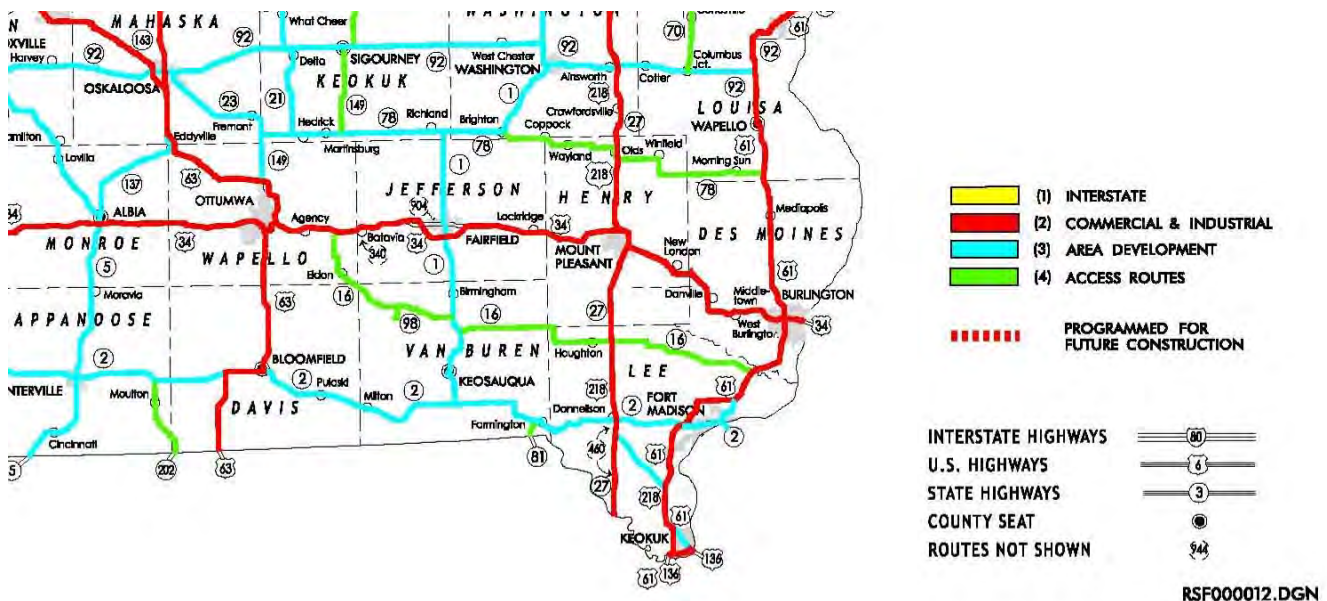 MAHASKA
WASHINGTON
What Cheer
61
163
70
92
92
92
92
92
92
Harvey
Delta
SIGOURNEY
KEOKUK
West Chester
WASHINGTON
Columbus
Jct.
OSKALOOSA
Ainsworth
Cotter
23
21
149
1
218
LOUISA
Crawfordsville
WAPELLO
Fremont
Hedrick
78
Richland
Brighton
27
Eddyville
Martinsburg
78
Coppock
Wayland
Olds
Winfield
61
Lovilia
149
1
Morning Sun
137
63
218
78
OTTUMWA
JEFFERSON
HENRY
ALBIA
Agency
904
Lockridge
34
Mediapolis
34
MONROE
34
WAPELLO
Batavia
34
340
FAIRFIELD
MOUNT
PLEASANT
New
London
DES MOINES
5
Eldon
1
61
Moravia
63
16
Birmingham
27
Danville
Middle-
town
BURLINGTON
APPANOOSE
98
16
West
Burlington
34
2
BLOOMFIELD
VAN BUREN
Houghton
16
LEE
2
Pulaski
KEOSAUQUA
Moulton
Milton
2
218
61
DAVIS
Donnellson
2
FORT
MADISON
Cincinnati
Farmington
460
61
2
5
202
63
81
27
218
61
KEOKUK
61
136
136
(1) INTERSTATE
(2) COMMERCIAL & INDUSTRIAL
(3) AREA DEVELOPMENT
(4) ACCESS ROUTES
PROGRAMMED FOR
FUTURE CONSTRUCTION
INTERSTATE HIGHWAYS 80
U.S. HIGHWAYS 6
STATE HIGHWAYS 3
COUNTY SEAT
ROUTES NOT SHOWN 944
RSF000012.DGN